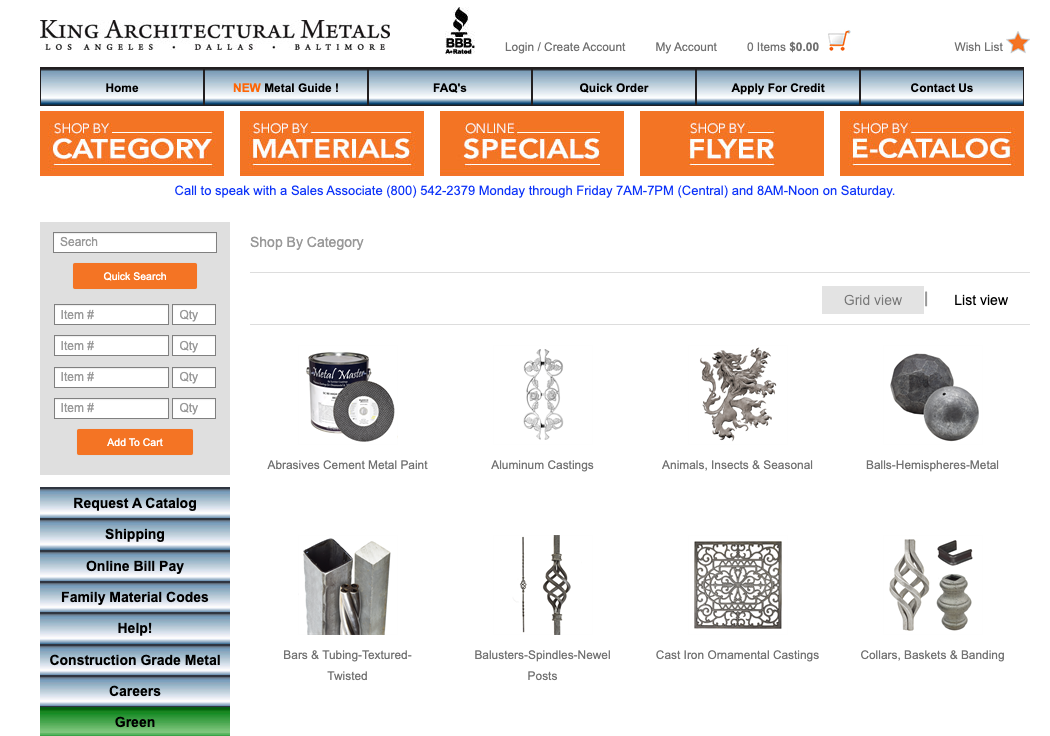 KING ARCHITECTURAL METALS
LOS ANGELES • DALLAS • BALTIMORE
BBB.
A+Rated
Login / Create Account
My Account
0 Items $0.00
Wish List
Home
NEW Metal Guide !
FAQ's
Quick Order
Apply For Credit
Contact Us
SHOP BY
CATEGORY
SHOP BY
MATERIALS
ONLINE
SPECIALS
SHOP BY
FLYER
SHOP BY
E-CATALOG
Call to speak with a Sales Associate (800) 542-2379 Monday through Friday 7AM-7PM (Central) and 8AM-Noon on Saturday.
Search
Quick Search
Item # Qty
Item # Qty
Item # Qty
Item # Qty
Add To Cart
Request A Catalog
Shipping
Online Bill Pay
Family Material Codes
Help!
Construction Grade Metal
Careers
Green
Shop By Category
Grid view
List view
Metal Master
Abrasives Cement Metal Paint
Aluminum Castings
Animals, Insects & Seasonal
Balls-Hemispheres-Metal
Bars & Tubing-Textured-
Twisted
Balusters-Spindles-Newel
Posts
Cast Iron Ornamental Castings
Collars, Baskets & Banding